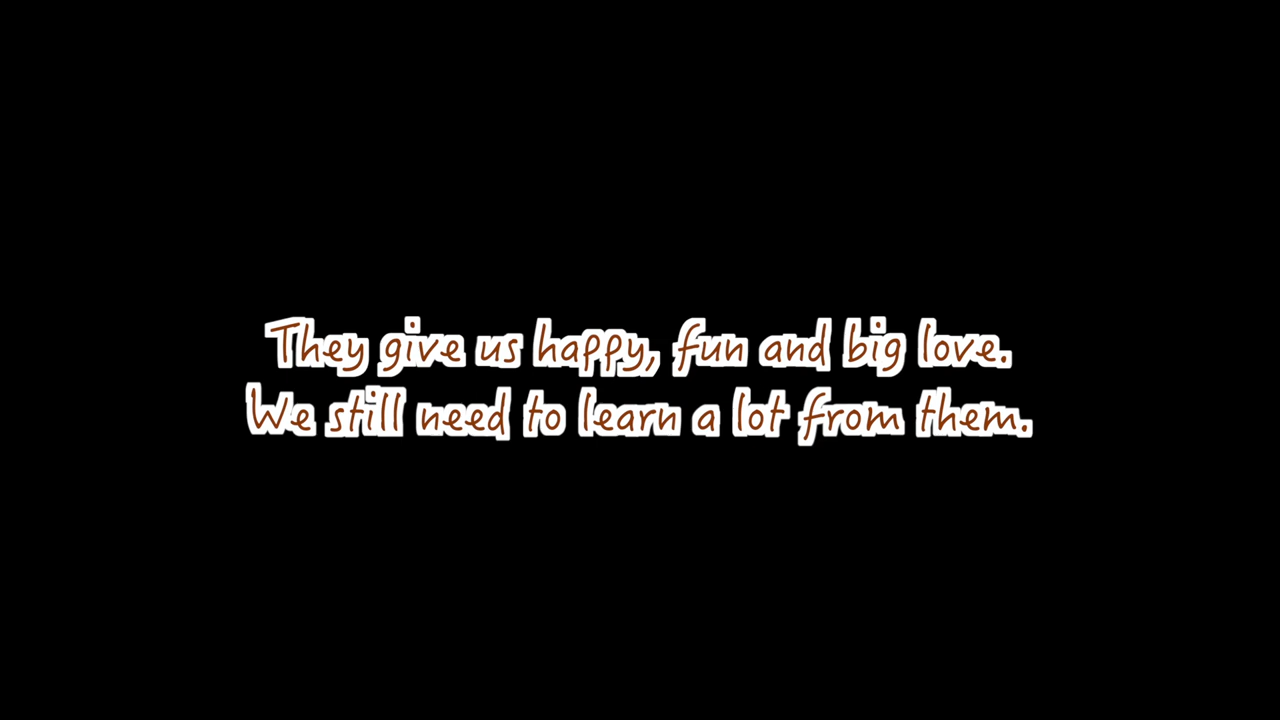 They give us happy, fun and big love.
We still need to learn a lot from them.